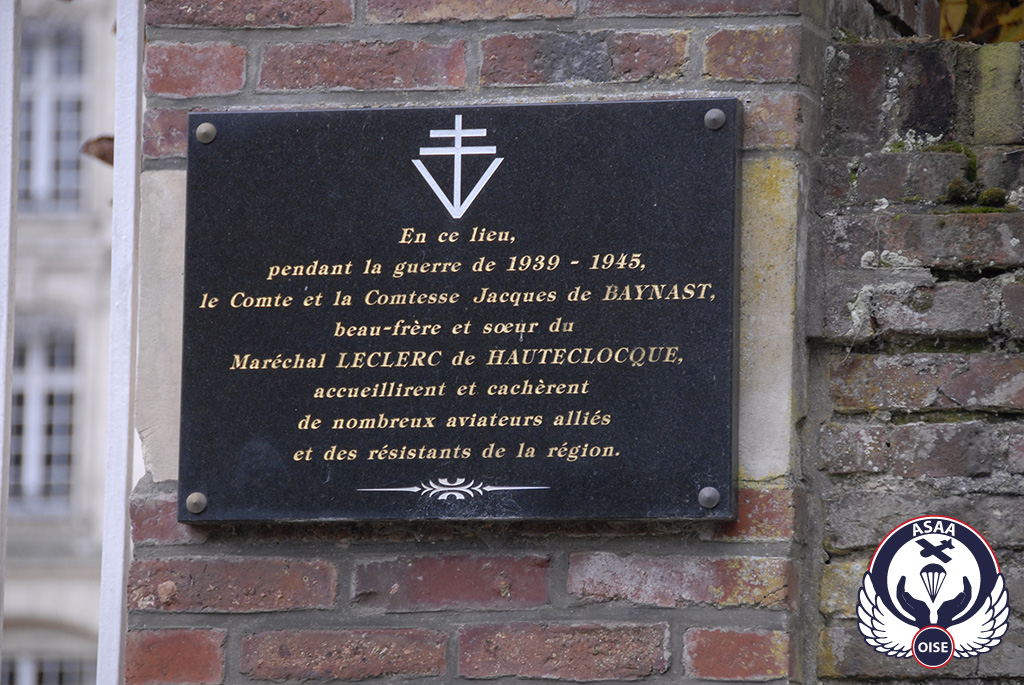 En ce lieu,
pendant la guerre de 1939 - 1945,
le Comte et la Comtesse Jacques de BAYNAST,
beau-frère et sœur du
Maréchal LECLERC de HAUTECLOCQUE,
accueillirent et cachèrent
de nombreux aviateurs alliés
et des résistants de la région.
ASAA
OISE